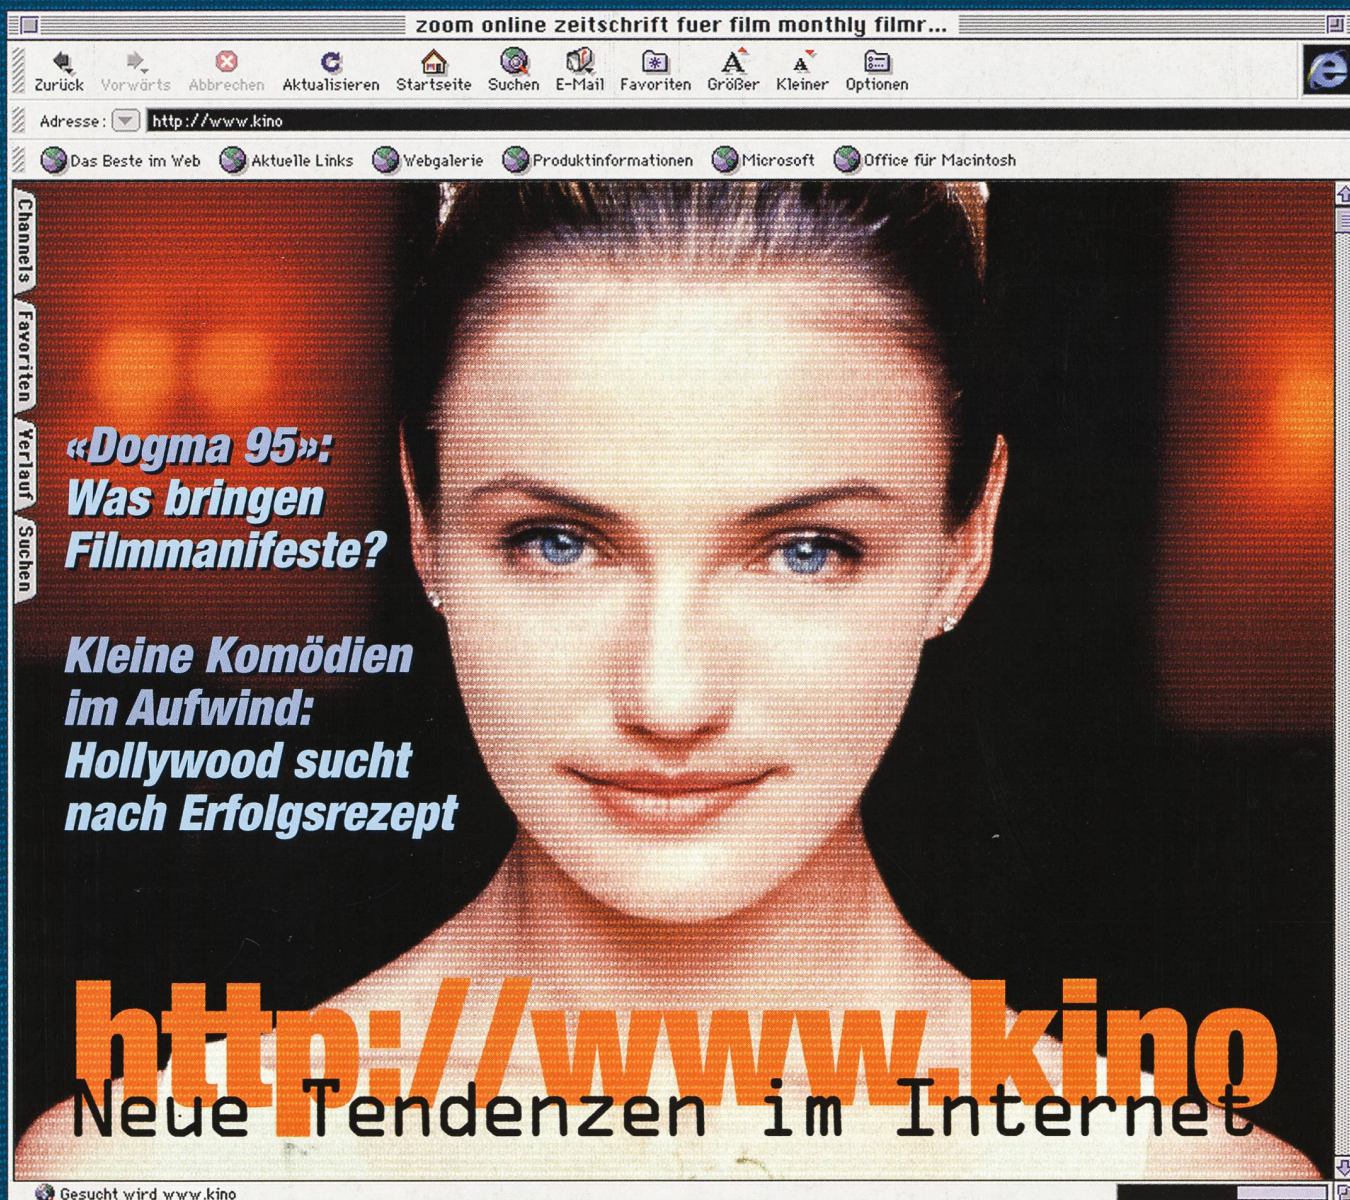 zoom online zeitschrift fuer film monthly filmr...
Zurück Vorwärts Abbrechen Aktualisieren Startseite Suchen E-Mail Favoriten Größer Kleiner Optionen
Adresse: http://www.kino
Das Beste im Web Aktuelle Links Webgalerie Produktinformationen Microsoft Office für Macintosh
Channels
Favoriten
Verlauf
Suchen
«Dogma 95»:
Was bringen
Filmmanifeste?
Kleine Komödien
im Aufwind:
Hollywood sucht
nach Erfolgsrezept
http://www.kino
Neue Tendenzen im Internet
Gesucht wird www.kino